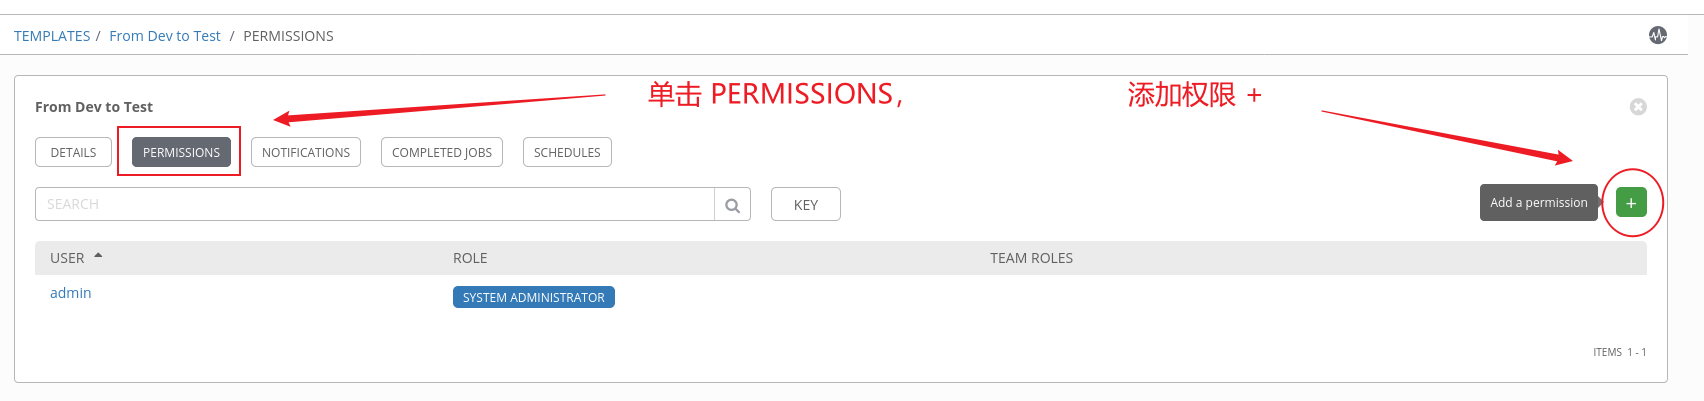 TEMPLATES / From Dev to Test / PERMISSIONS
单击 PERMISSIONS， 添加权限 +
From Dev to Test
DETAILS PERMISSIONS NOTIFICATIONS COMPLETED JOBS SCHEDULES
SEARCH KEY Add a permission +
USER ROLE TEAM ROLES
admin SYSTEM ADMINISTRATOR
ITEMS 1 - 1